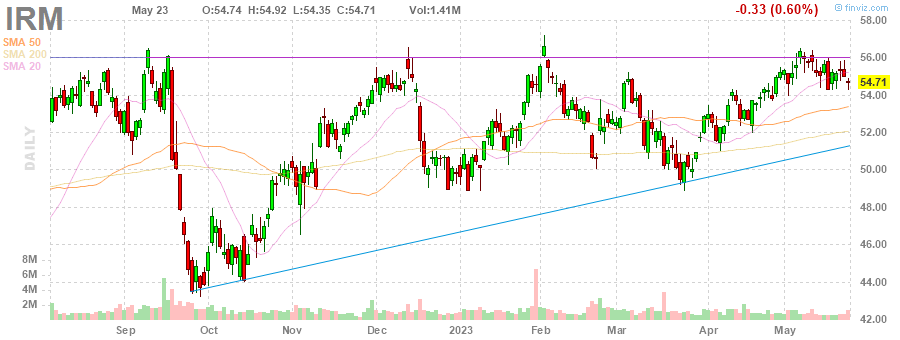 IRM May 23 O:54.74 H:54.92 L:54.35 C:54.71 Vol:1.41M -0.33 (0.60%) © finviz.com
SMA 50
SMA 200
SMA 20
DAILY
58.00
56.00
54.71
54.00
52.00
50.00
48.00
46.00
44.00
42.00
8M
6M
4M
2M
Sep Oct Nov Dec 2023 Feb Mar Apr May